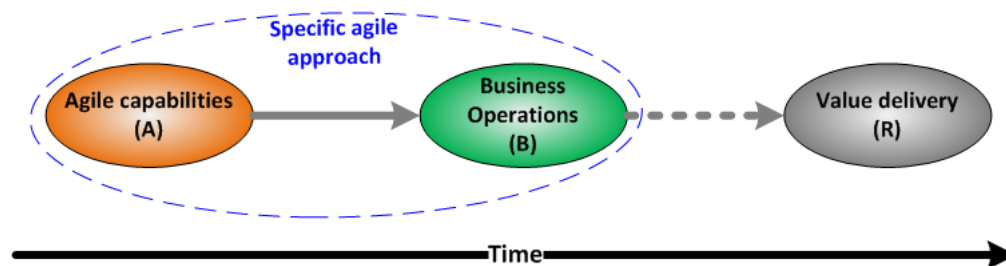 Specific agile
approach
Agile capabilities
(A)
Business
Operations
(B)
Value delivery
(R)
Time